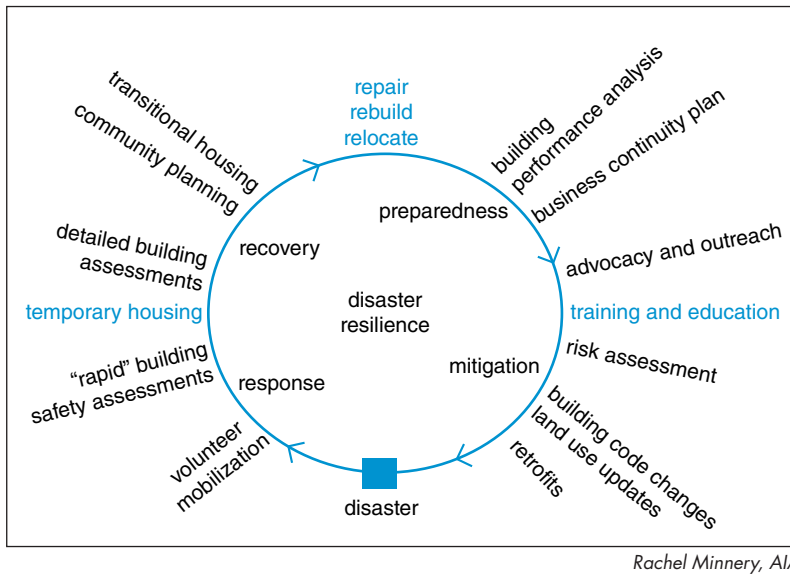 repair
rebuild
relocate
building
performance analysis
business continuity plan
advocacy and outreach
training and education
risk assessment
building code changes
land use updates
retrofits
disaster
volunteer
mobilization
"rapid" building
safety assessments
temporary housing
detailed building
assessments
community planning
transitional housing
preparedness
mitigation
response
recovery
disaster
resilience
Rachel Minnery, AIA